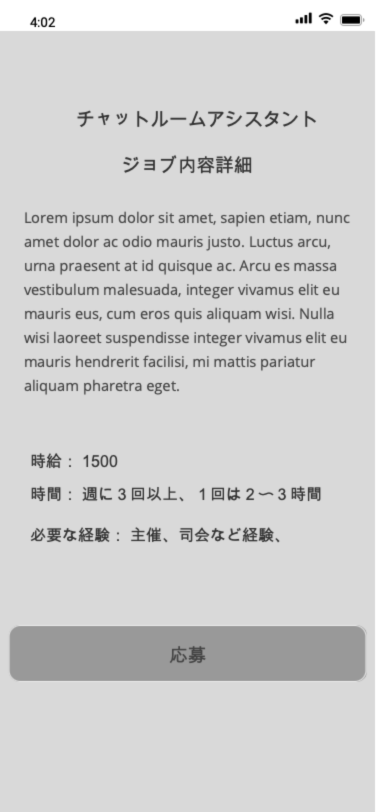 4:02
チャットルームアシスタント
ジョブ内容詳細
Lorem ipsum dolor sit amet, sapien etiam, nunc
amet dolor ac odio mauris justo. Luctus arcu,
urna praesent at id quisque ac. Arcu es massa
vestibulum malesuada, integer vivamus elit eu
mauris eus, cum eros quis aliquam wisi. Nulla
wisi laoreet suspendisse integer vivamus elit eu
mauris hendrerit facilisi, mi mattis pariatur
aliquam pharetra eget.
時給： 1500
時間： 週に３回以上、１回は２〜３時間
必要な経験： 主催、司会など経験、
応募